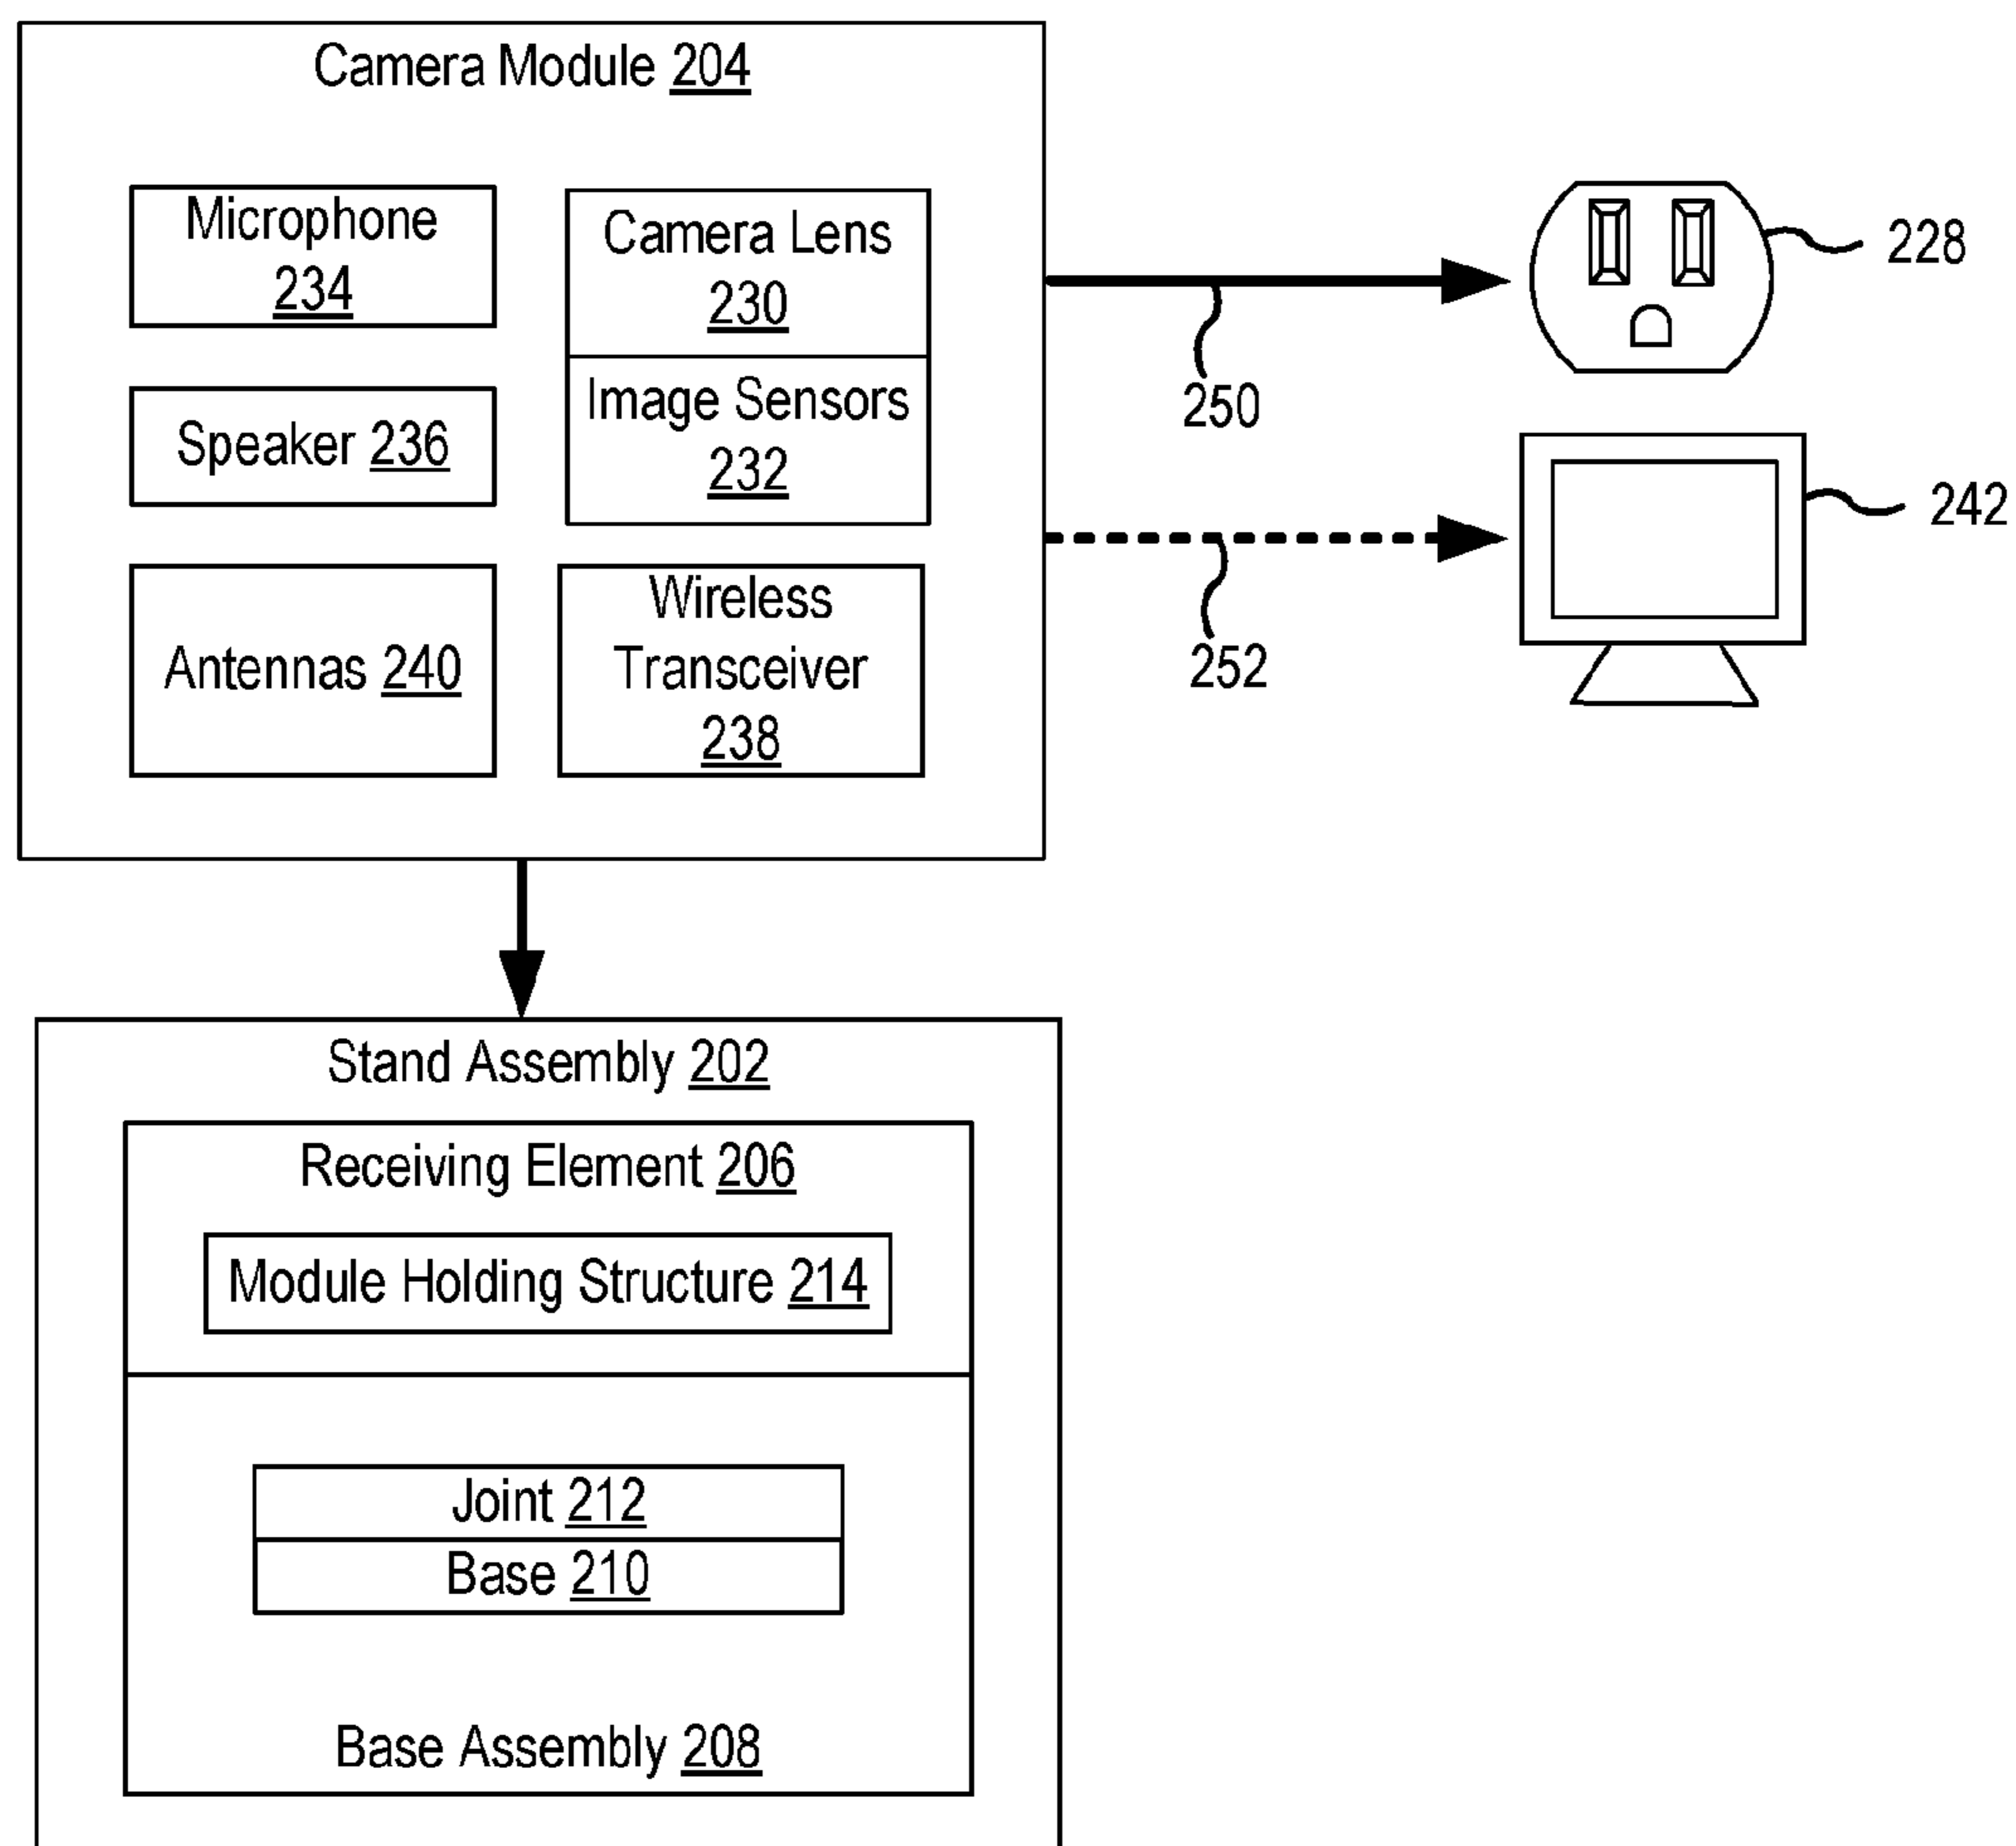 Camera Module 204
Microphone
234
Camera Lens
230
Image Sensors
232
Speaker 236
Antennas 240
Wireless
Transceiver
238
228
250
242
252
Stand Assembly 202
Receiving Element 206
Module Holding Structure 214
Joint 212
Base 210
Base Assembly 208